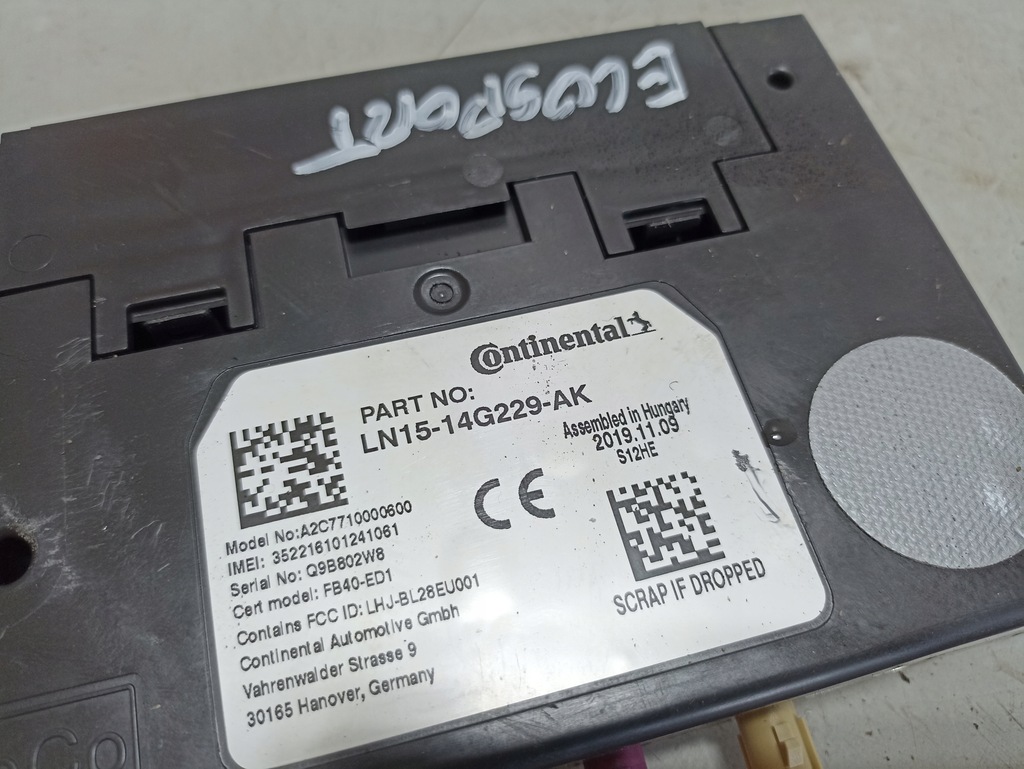 ECOSPORT
Continental
PART NO:
LN15-14G229-AK
Assembled in Hungary
2019.11.09
S12HE
Model No:A2C7710000600
IMEI: 352216101241061
Serial No: Q9B802W8
Cert model: FB40-ED1
Contains FCC ID: LHJ-BL28EU001
Continental Automotive Gmbh
Vahrenwalder Strasse 9
30165 Hanover, Germany
CE
SCRAP IF DROPPED